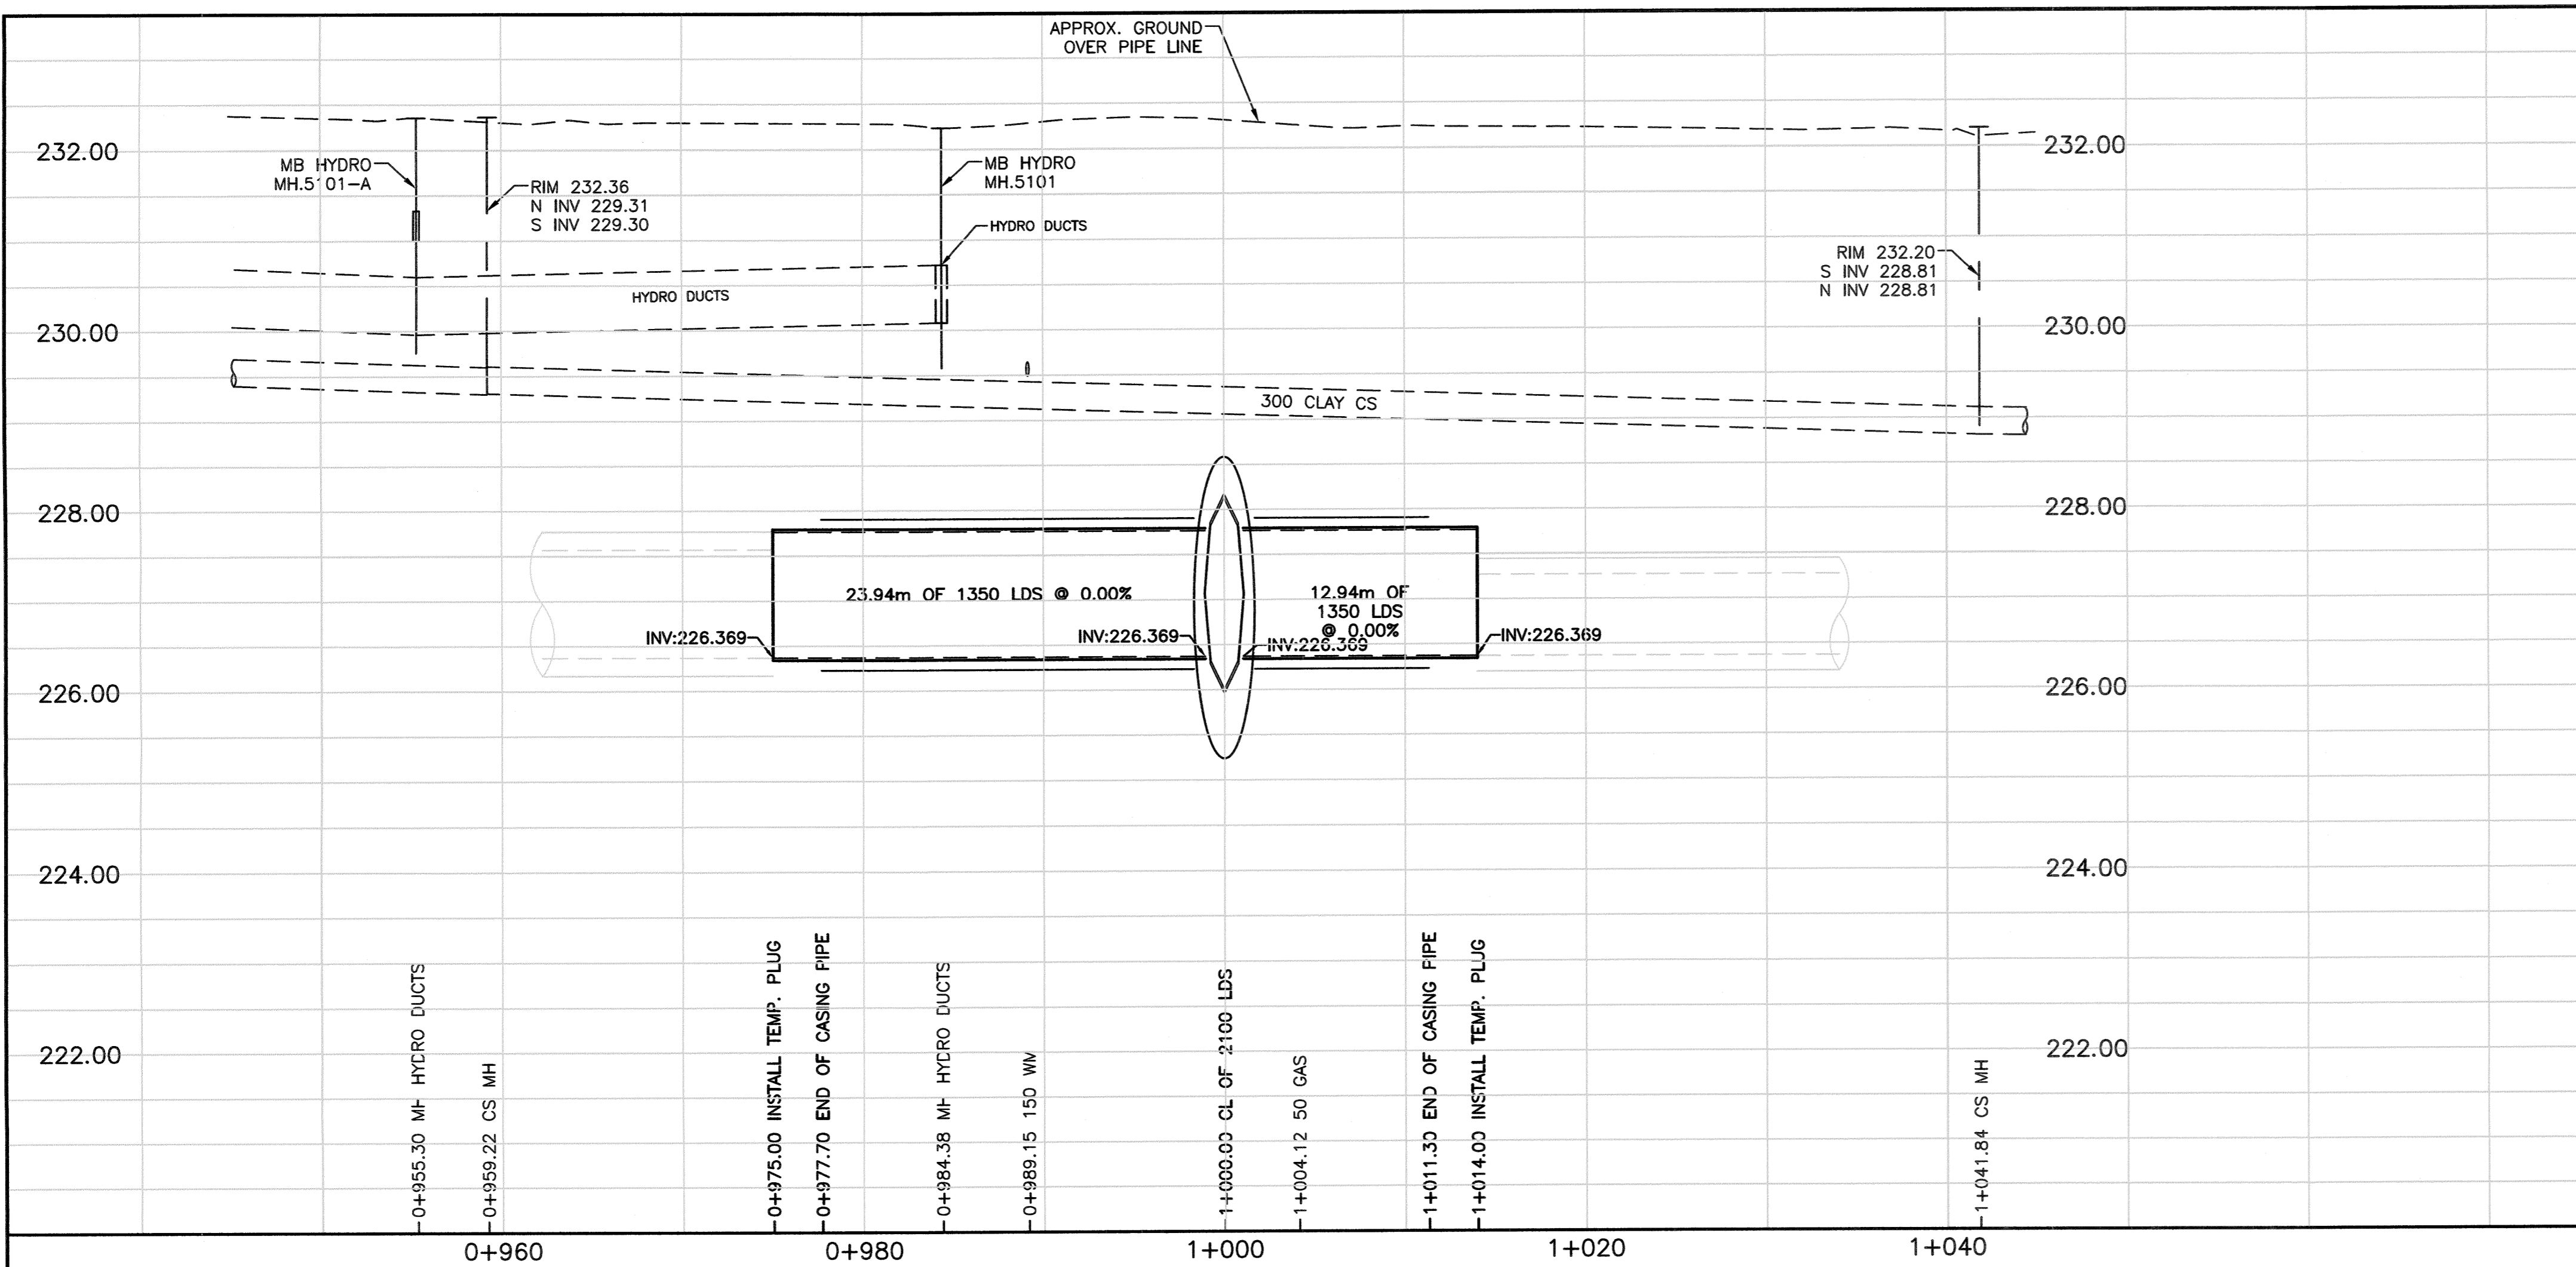 APPROX. GROUND
OVER PIPE LINE
232.00
232.00
MB HYDRO
MH.5101-A
RIM 232.36
N INV 229.31
S INV 229.30
MB HYDRO
MH.5101
HYDRO DUCTS
RIM 232.20
S INV 228.81
N INV 228.81
HYDRO DUCTS
230.00
230.00
300 CLAY CS
228.00
228.00
23.94m OF 1350 LDS @ 0.00%
12.94m OF
1350 LDS
@ 0.00%
INV:226.369
INV:226.369
INV:226.369
INV:226.369
226.00
226.00
224.00
224.00
222.00
222.00
0+955.30 MH HYDRO DUCTS
0+959.22 CS MH
0+975.00 INSTALL TEMP. PLUG
0+977.70 END OF CASING PIPE
0+984.38 MH HYDRO DUCTS
0+989.15 150 WM
1+000.00 CL OF 2100 LDS
1+004.12 50 GAS
1+011.30 END OF CASING PIPE
1+014.00 INSTALL TEMP. PLUG
1+041.84 CS MH
0+960
0+980
1+000
1+020
1+040